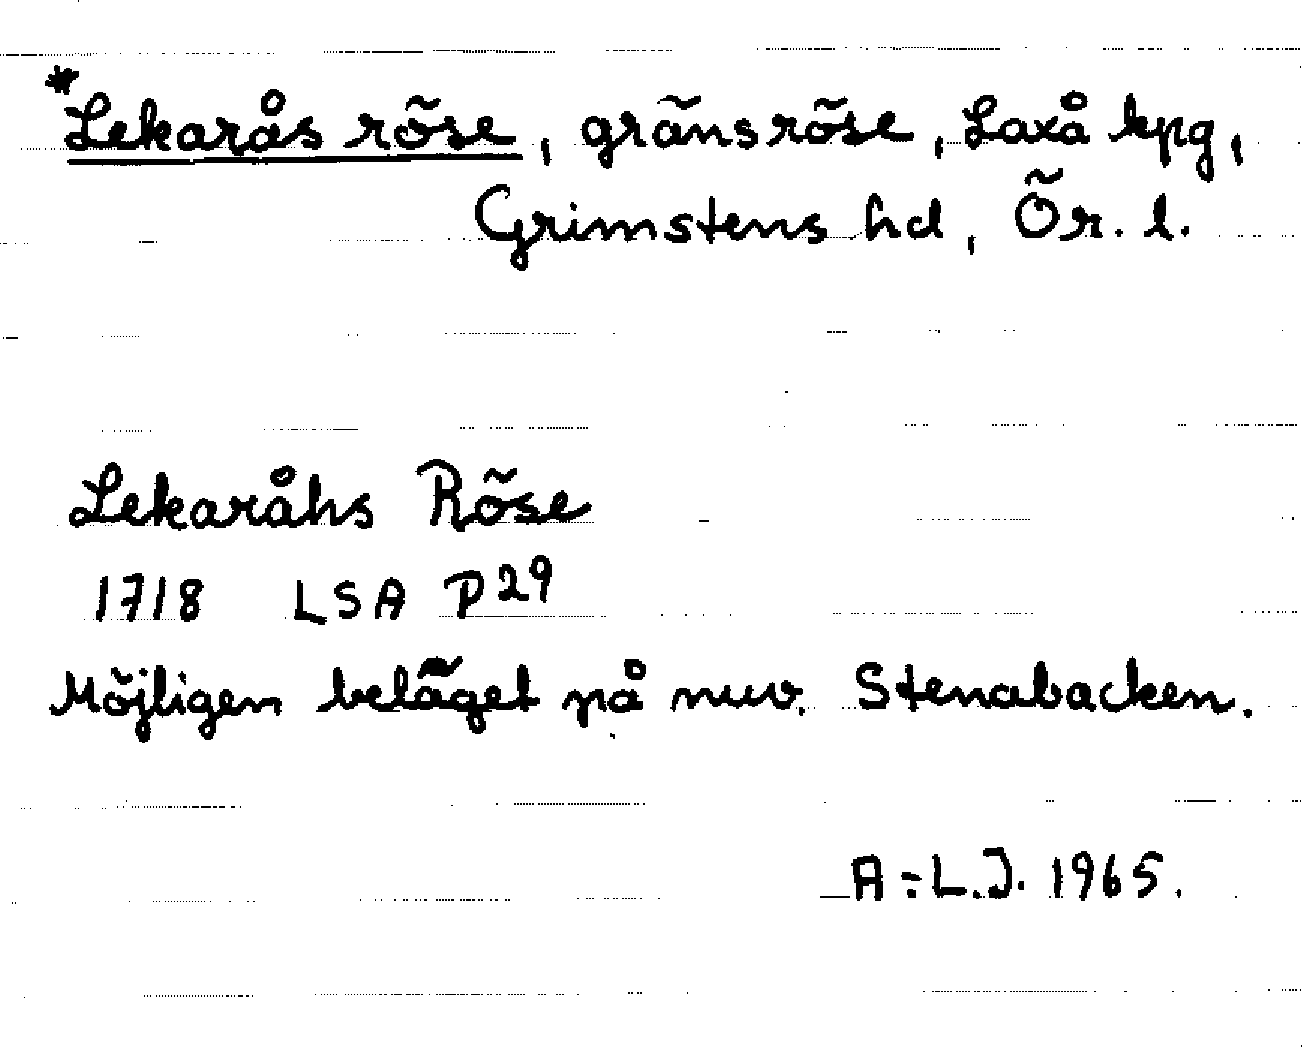 *Lekarås röse, gränsröse, Laxå kpg,
Grimstens hd, Ör. l.
Lekaråhs Röse
1718 LSA P29
Möjligen beläget på nuv. Stenabacken.
A-L.J. 1965.